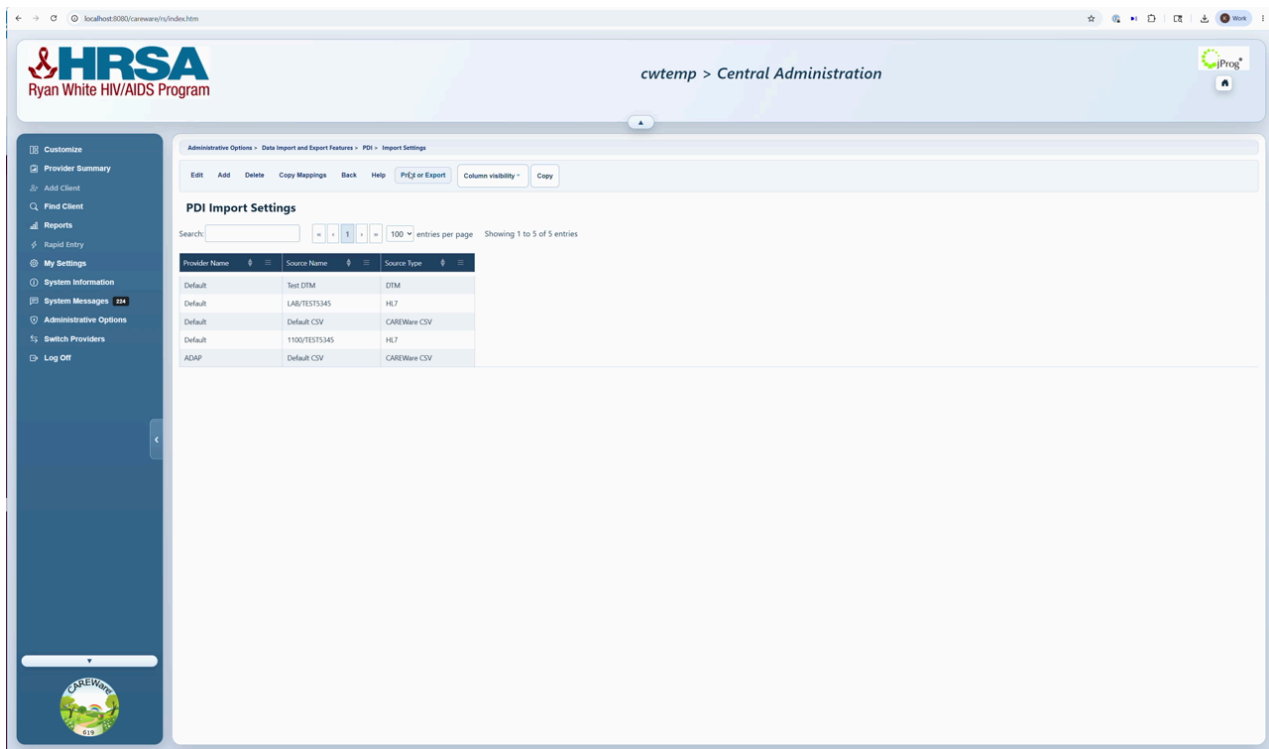 localhost:8080/careware/rs/index.htm
Work
HRSA
Ryan White HIV/AIDS Program
cwtemp > Central Administration
jProg
Customize
Provider Summary
Add Client
Find Client
Reports
Rapid Entry
My Settings
System Information
System Messages 224
Administrative Options
Switch Providers
Log Off
CAREWare
619
Administrative Options > Data Import and Export Features > PDI > Import Settings
Edit Add Delete Copy Mappings Back Help Print or Export Column visibility Copy
PDI Import Settings
Search: « ‹ 1 › » 100 entries per page Showing 1 to 5 of 5 entries
Provider Name Source Name Source Type
Default Test DTM DTM
Default LAB/TEST5345 HL7
Default Default CSV CAREWare CSV
Default 1100/TEST5345 HL7
ADAP Default CSV CAREWare CSV